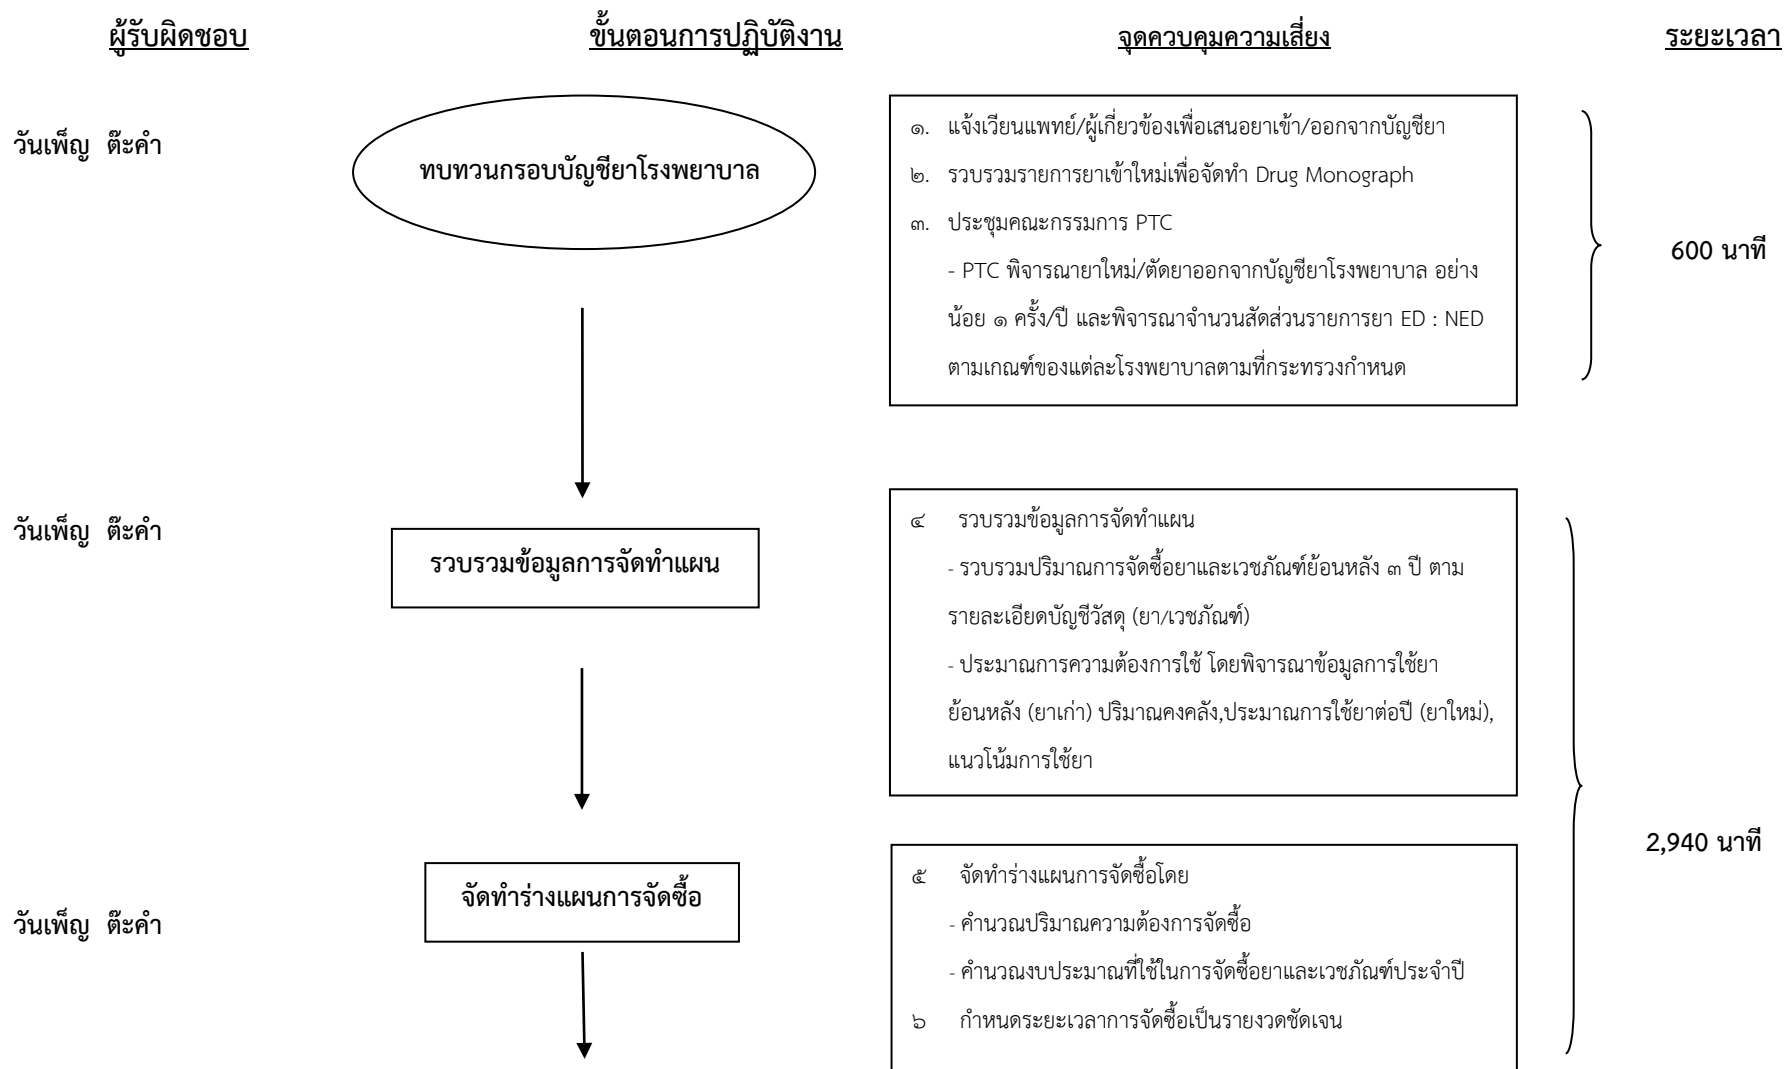 ผู้รับผิดชอบ ขั้นตอนการปฏิบัติงาน จุดควบคุมความเสี่ยง ระยะเวลา
วันเพ็ญ ต๊ะคำ
ทบทวนกรอบบัญชียาโรงพยาบาล
๑. แจ้งเวียนแพทย์/ผู้เกี่ยวข้องเพื่อเสนอยาเข้า/ออกจากบัญชียา
๒. รวบรวมรายการยาเข้าใหม่เพื่อจัดทำ Drug Monograph
๓. ประชุมคณะกรรมการ PTC
- PTC พิจารณายาใหม่/ตัดยาออกจากบัญชียาโรงพยาบาล อย่าง
น้อย ๑ ครั้ง/ปี และพิจารณาจำนวนสัดส่วนรายการยา ED : NED
ตามเกณฑ์ของแต่ละโรงพยาบาลตามที่กระทรวงกำหนด
600 นาที
วันเพ็ญ ต๊ะคำ
รวบรวมข้อมูลการจัดทำแผน
๔ รวบรวมข้อมูลการจัดทำแผน
- รวบรวมปริมาณการจัดซื้อยาและเวชภัณฑ์ย้อนหลัง ๓ ปี ตาม
รายละเอียดบัญชีวัสดุ (ยา/เวชภัณฑ์)
- ประมาณการความต้องการใช้ โดยพิจารณาข้อมูลการใช้ยา
ย้อนหลัง (ยาเก่า) ปริมาณคงคลัง,ประมาณการใช้ยาต่อปี (ยาใหม่),
แนวโน้มการใช้ยา
2,940 นาที
วันเพ็ญ ต๊ะคำ
จัดทำร่างแผนการจัดซื้อ
๕ จัดทำร่างแผนการจัดซื้อโดย
- คำนวณปริมาณความต้องการจัดซื้อ
- คำนวณงบประมาณที่ใช้ในการจัดซื้อยาและเวชภัณฑ์ประจำปี
๖ กำหนดระยะเวลาการจัดซื้อเป็นรายงวดชัดเจน